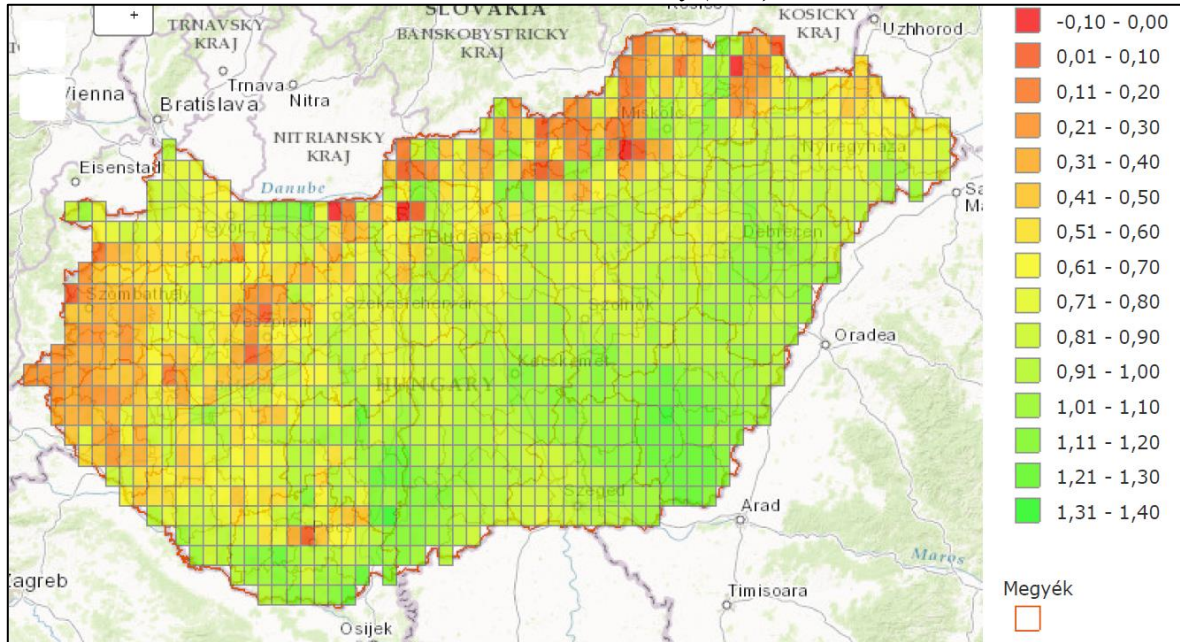 +
SLOVAKIA
TRNAVSKY
KRAJ
BANSKOBYSTRICKY
KRAJ
KOSICKY
KRAJ
Uzhhorod
Vienna
Trnava
Nitra
Bratislava
NITRIANSKY
KRAJ
Miskolc
Nyíregyháza
Eisenstad
Danube
Győr
Budapest
Debrecen
Szombathely
Veszprém
Székesfehérvár
Szolnok
Oradea
Kecskemét
HUNGARY
Szeged
Pécs
Arad
Maros
Zagreb
Timisoara
Osijek
-0,10 - 0,00
0,01 - 0,10
0,11 - 0,20
0,21 - 0,30
0,31 - 0,40
0,41 - 0,50
0,51 - 0,60
0,61 - 0,70
0,71 - 0,80
0,81 - 0,90
0,91 - 1,00
1,01 - 1,10
1,11 - 1,20
1,21 - 1,30
1,31 - 1,40
Megyék